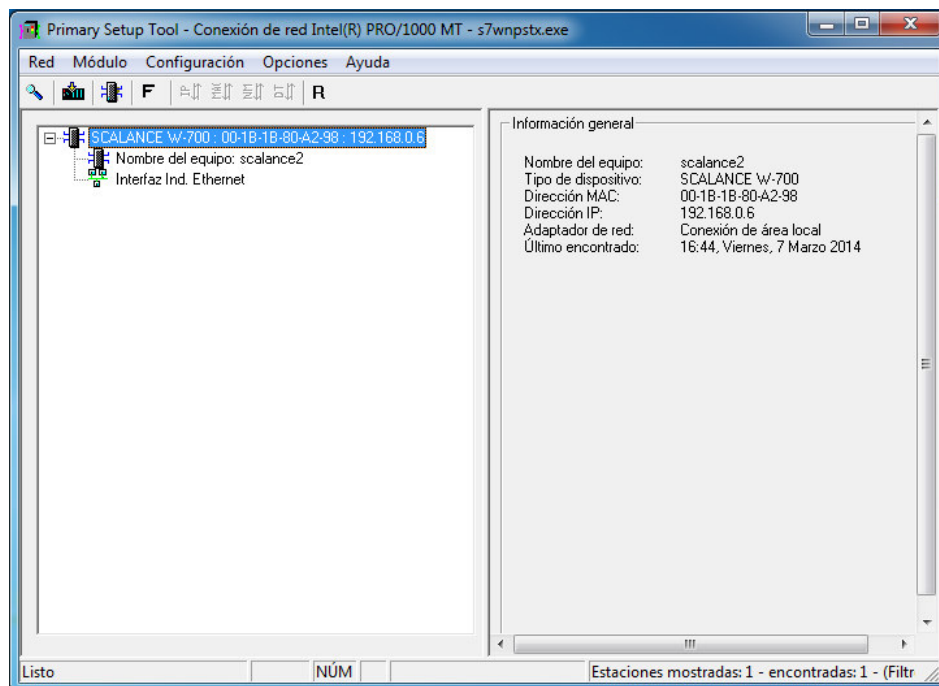 Primary Setup Tool - Conexión de red Intel(R) PRO/1000 MT - s7wnpstx.exe
Red Módulo Configuración Opciones Ayuda
F R
SCALANCE W-700 : 00-1B-1B-80-A2-98 : 192.168.0.6
Nombre del equipo: scalance2
Interfaz Ind. Ethernet
Información general
Nombre del equipo: scalance2
Tipo de dispositivo: SCALANCE W-700
Dirección MAC: 00-1B-1B-80-A2-98
Dirección IP: 192.168.0.6
Adaptador de red: Conexión de área local
Último encontrado: 16:44, Viernes, 7 Marzo 2014
Listo NÚM Estaciones mostradas: 1 - encontradas: 1 - (Filtr